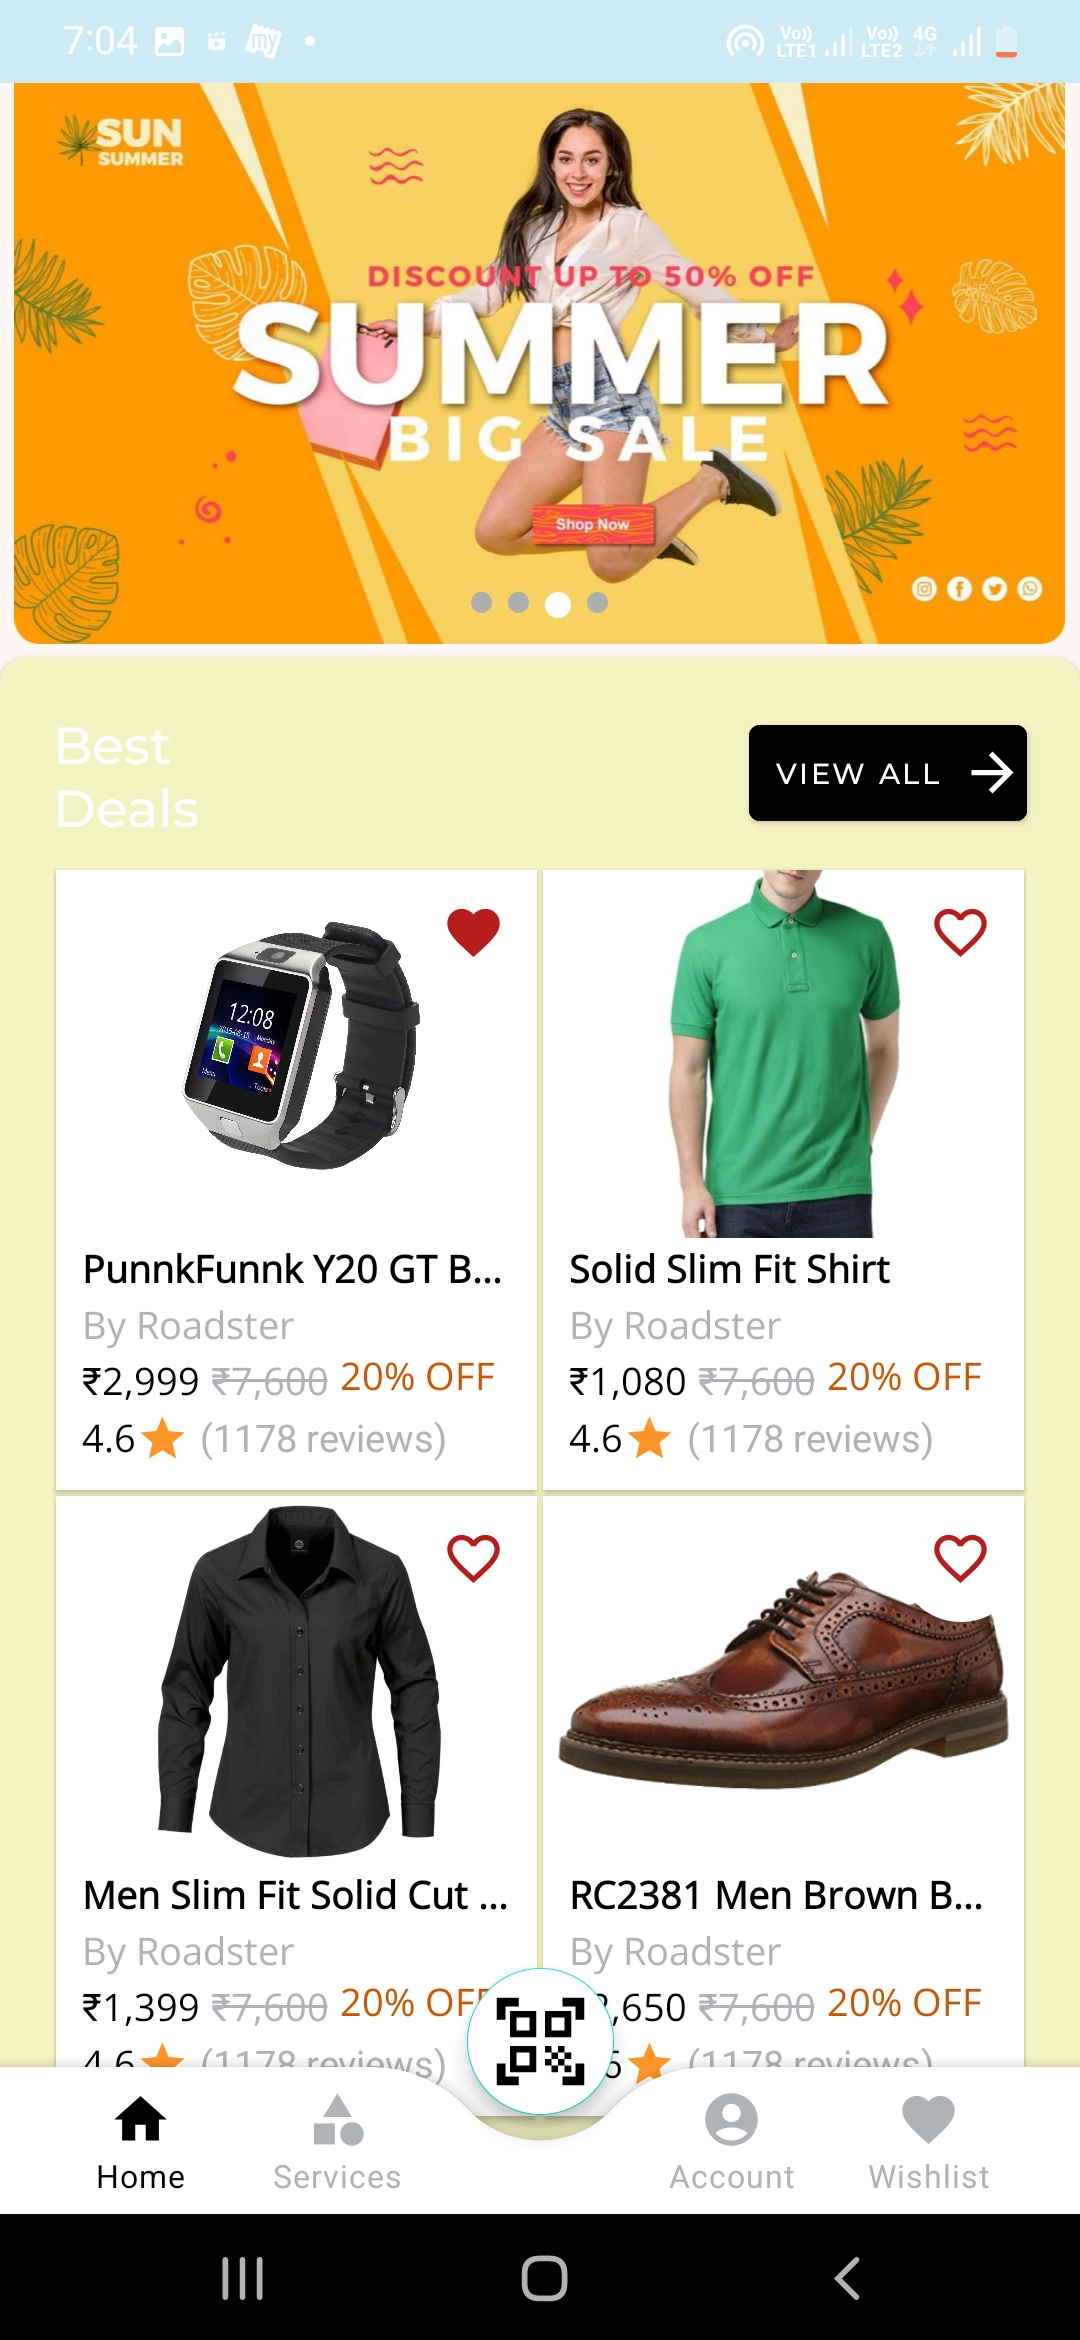 7:04
Vo))
LTE1
Vo))
LTE2
4G
SUN
SUMMER
DISCOUNT UP TO 50% OFF
SUMMER
BIG SALE
Shop Now
Best
Deals
VIEW ALL
12:08
PunnkFunnk Y20 GT B...
By Roadster
₹2,999 ₹7,600 20% OFF
4.6 (1178 reviews)
Solid Slim Fit Shirt
By Roadster
₹1,080 ₹7,600 20% OFF
4.6 (1178 reviews)
Men Slim Fit Solid Cut ...
By Roadster
₹1,399 ₹7,600 20% OFF
4.6 (1178 reviews)
RC2381 Men Brown B...
By Roadster
,650 ₹7,600 20% OFF
6 (1178 reviews)
Home
Services
Account
Wishlist